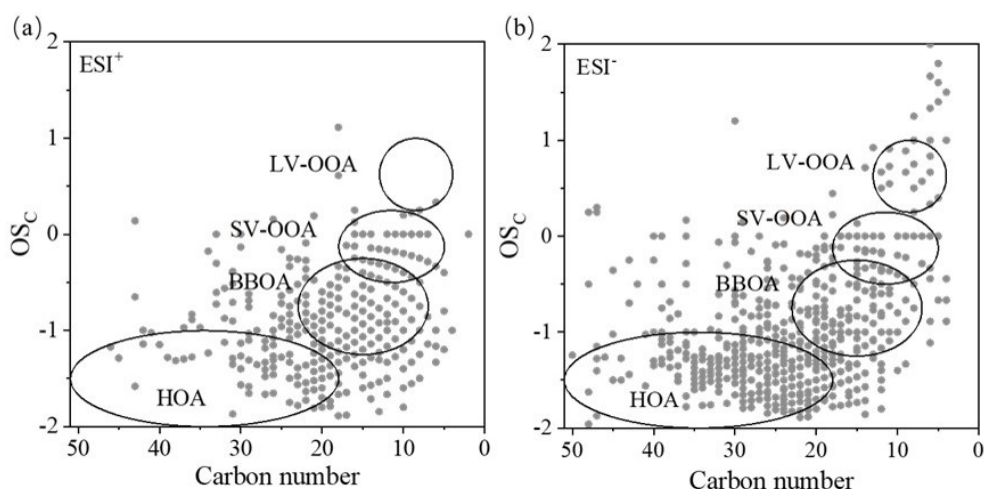 (a)
ESI⁺
2
1
0
-1
-2
OS_C
LV-OOA
SV-OOA
BBOA
HOA
50 40 30 20 10 0
Carbon number
(b)
ESI⁻
2
1
0
-1
-2
OS_C
LV-OOA
SV-OOA
BBOA
HOA
50 40 30 20 10 0
Carbon number